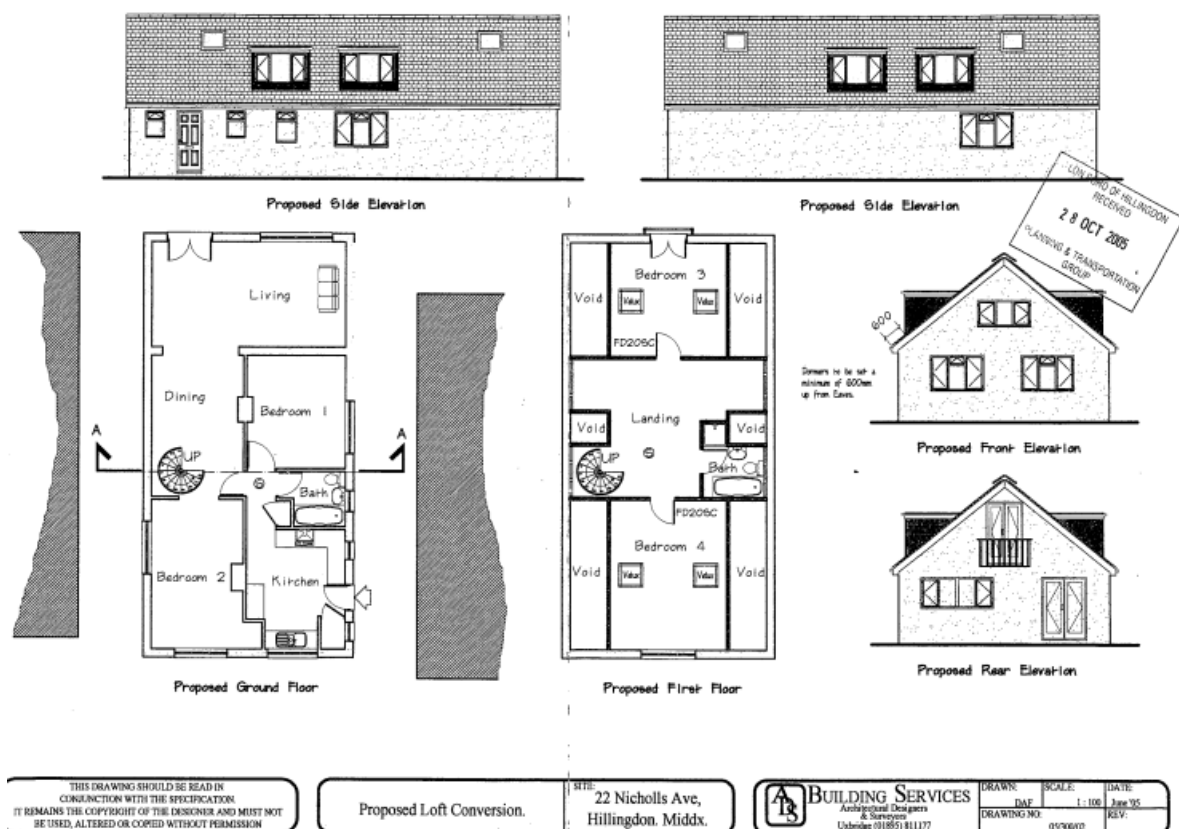 Proposed Side Elevation
Proposed Side Elevation
LON. BORO OF HILLINGDON
RECEIVED
28 OCT 2005
PLANNING & TRANSPORTATION
GROUP
Living
Dining
Bedroom 1
A
A
UP
S
Bath
Bedroom 2
Kitchen
Proposed Ground Floor
Bedroom 3
Void
Velux
Velux
Void
FD20SC
Landing
Void
Void
UP
S
Bath
FD20SC
Bedroom 4
Void
Velux
Velux
Void
Proposed First Floor
600
Dormers to be set a
minimum of 600mm
up from Eaves.
Proposed Front Elevation
Proposed Rear Elevation
THIS DRAWING SHOULD BE READ IN
CONJUNCTION WITH THE SPECIFICATION.
IT REMAINS THE COPYRIGHT OF THE DESIGNER AND MUST NOT
BE USED, ALTERED OR COPIED WITHOUT PERMISSION
Proposed Loft Conversion.
SITE:
22 Nicholls Ave,
Hillingdon. Middx.
BUILDING SERVICES
Architectural Designers
& Surveyors
Uxbridge (01895) 811177
DRAWN:
DAF
SCALE:
1 : 100
DATE:
June '05
DRAWING NO:
REV: